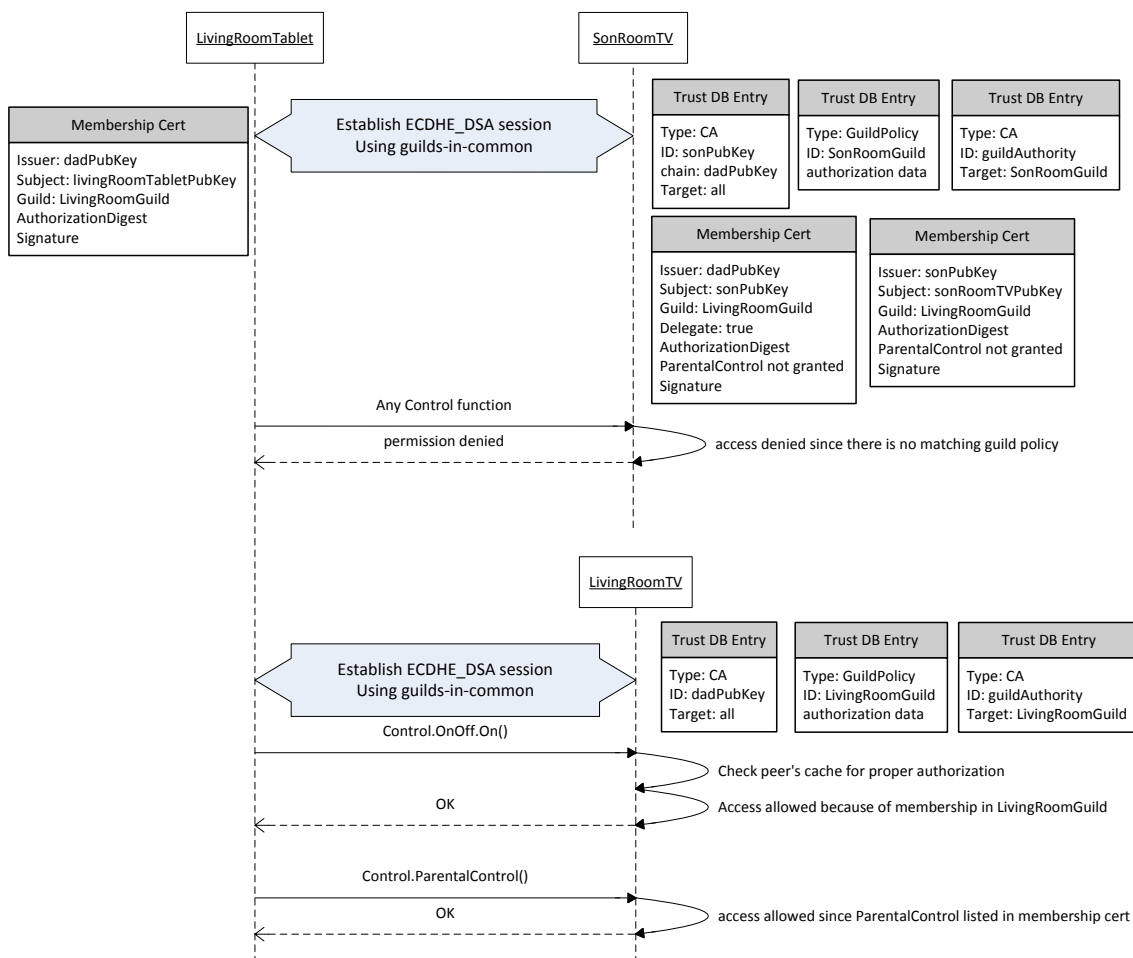 LivingRoomTablet
SonRoomTV
Membership Cert
Issuer: dadPubKey
Subject: livingRoomTabletPubKey
Guild: LivingRoomGuild
AuthorizationDigest
Signature
Establish ECDHE_DSA session
Using guilds-in-common
Trust DB Entry
Type: CA
ID: sonPubKey
chain: dadPubKey
Target: all
Trust DB Entry
Type: GuildPolicy
ID: SonRoomGuild
authorization data
Trust DB Entry
Type: CA
ID: guildAuthority
Target: SonRoomGuild
Membership Cert
Issuer: dadPubKey
Subject: sonPubKey
Guild: LivingRoomGuild
Delegate: true
AuthorizationDigest
ParentalControl not granted
Signature
Membership Cert
Issuer: sonPubKey
Subject: sonRoomTVPubKey
Guild: LivingRoomGuild
AuthorizationDigest
ParentalControl not granted
Signature
Any Control function
permission denied
access denied since there is no matching guild policy
LivingRoomTV
Establish ECDHE_DSA session
Using guilds-in-common
Trust DB Entry
Type: CA
ID: dadPubKey
Target: all
Trust DB Entry
Type: GuildPolicy
ID: LivingRoomGuild
authorization data
Trust DB Entry
Type: CA
ID: guildAuthority
Target: LivingRoomGuild
Control.OnOff.On()
Check peer's cache for proper authorization
OK
Access allowed because of membership in LivingRoomGuild
Control.ParentalControl()
OK
access allowed since ParentalControl listed in membership cert